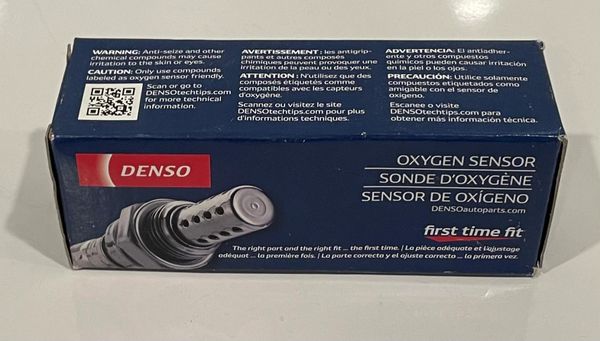 WARNING: Anti-seize and other
chemical compounds may cause
irritation to the skin or eyes.
CAUTION: Only use compounds
labeled as oxygen sensor friendly.
Scan or go to
DENSOtechtips.com
for more technical
information.
AVERTISSEMENT : les antigrip-
pants et autres composés
chimiques peuvent provoquer une
irritation de la peau ou des yeux.
ATTENTION : N'utilisez que des
composés étiquetés comme
compatibles avec les capteurs
d'oxygène.
Scannez ou visitez le site
DENSOtechtips.com pour plus
d'informations techniques.
ADVERTENCIA: El antiadher-
ente y otros compuestos
químicos pueden causar irritación
en la piel o los ojos.
PRECAUCIÓN: Utilice solamente
compuestos etiquetados como
amigable con el sensor de
oxígeno.
Escanee o visite
DENSOtechtips.com para
obtener más información técnica.
DENSO
OXYGEN SENSOR
SONDE D'OXYGÈNE
SENSOR DE OXÍGENO
DENSOautoparts.com
first time fit
The right part and the right fit ... the first time. | La pièce adéquate et l'ajustage
adéquat ... la première fois. | La parte correcta y el ajuste correcto ... la primera vez.